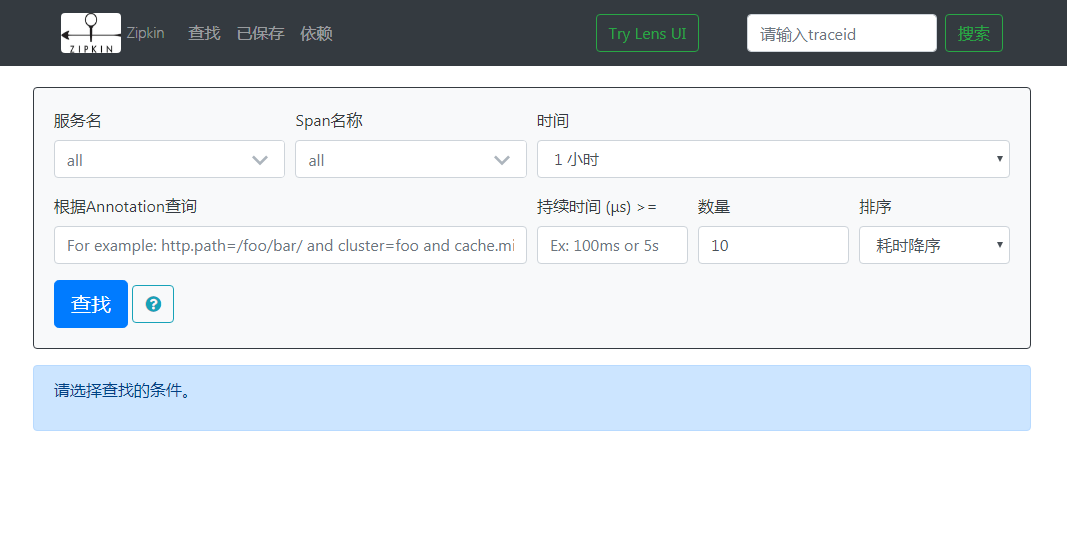 ZIPKIN Zipkin 查找 已保存 依赖 Try Lens UI 请输入traceid 搜索
服务名 Span名称 时间
all all 1 小时
根据Annotation查询 持续时间 (μs) >= 数量 排序
For example: http.path=/foo/bar/ and cluster=foo and cache.mi Ex: 100ms or 5s 10 耗时降序
查找 ?
请选择查找的条件。